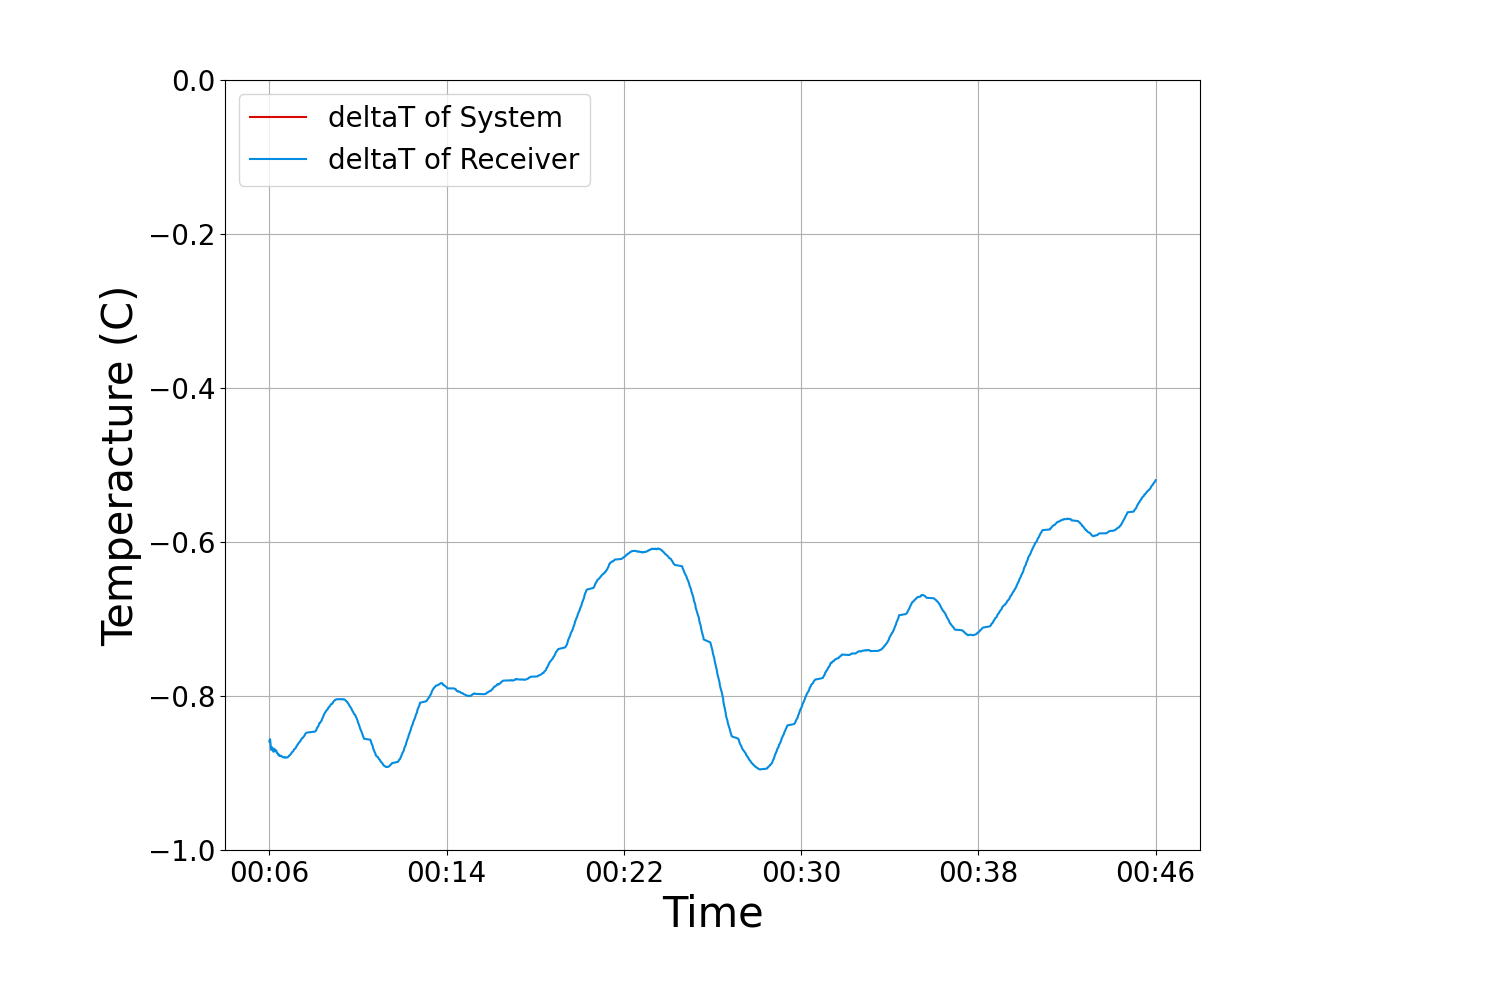 deltaT of System
deltaT of Receiver
0.0
−0.2
−0.4
−0.6
−0.8
−1.0
Temperacture (C)
00:06 00:14 00:22 00:30 00:38 00:46
Time